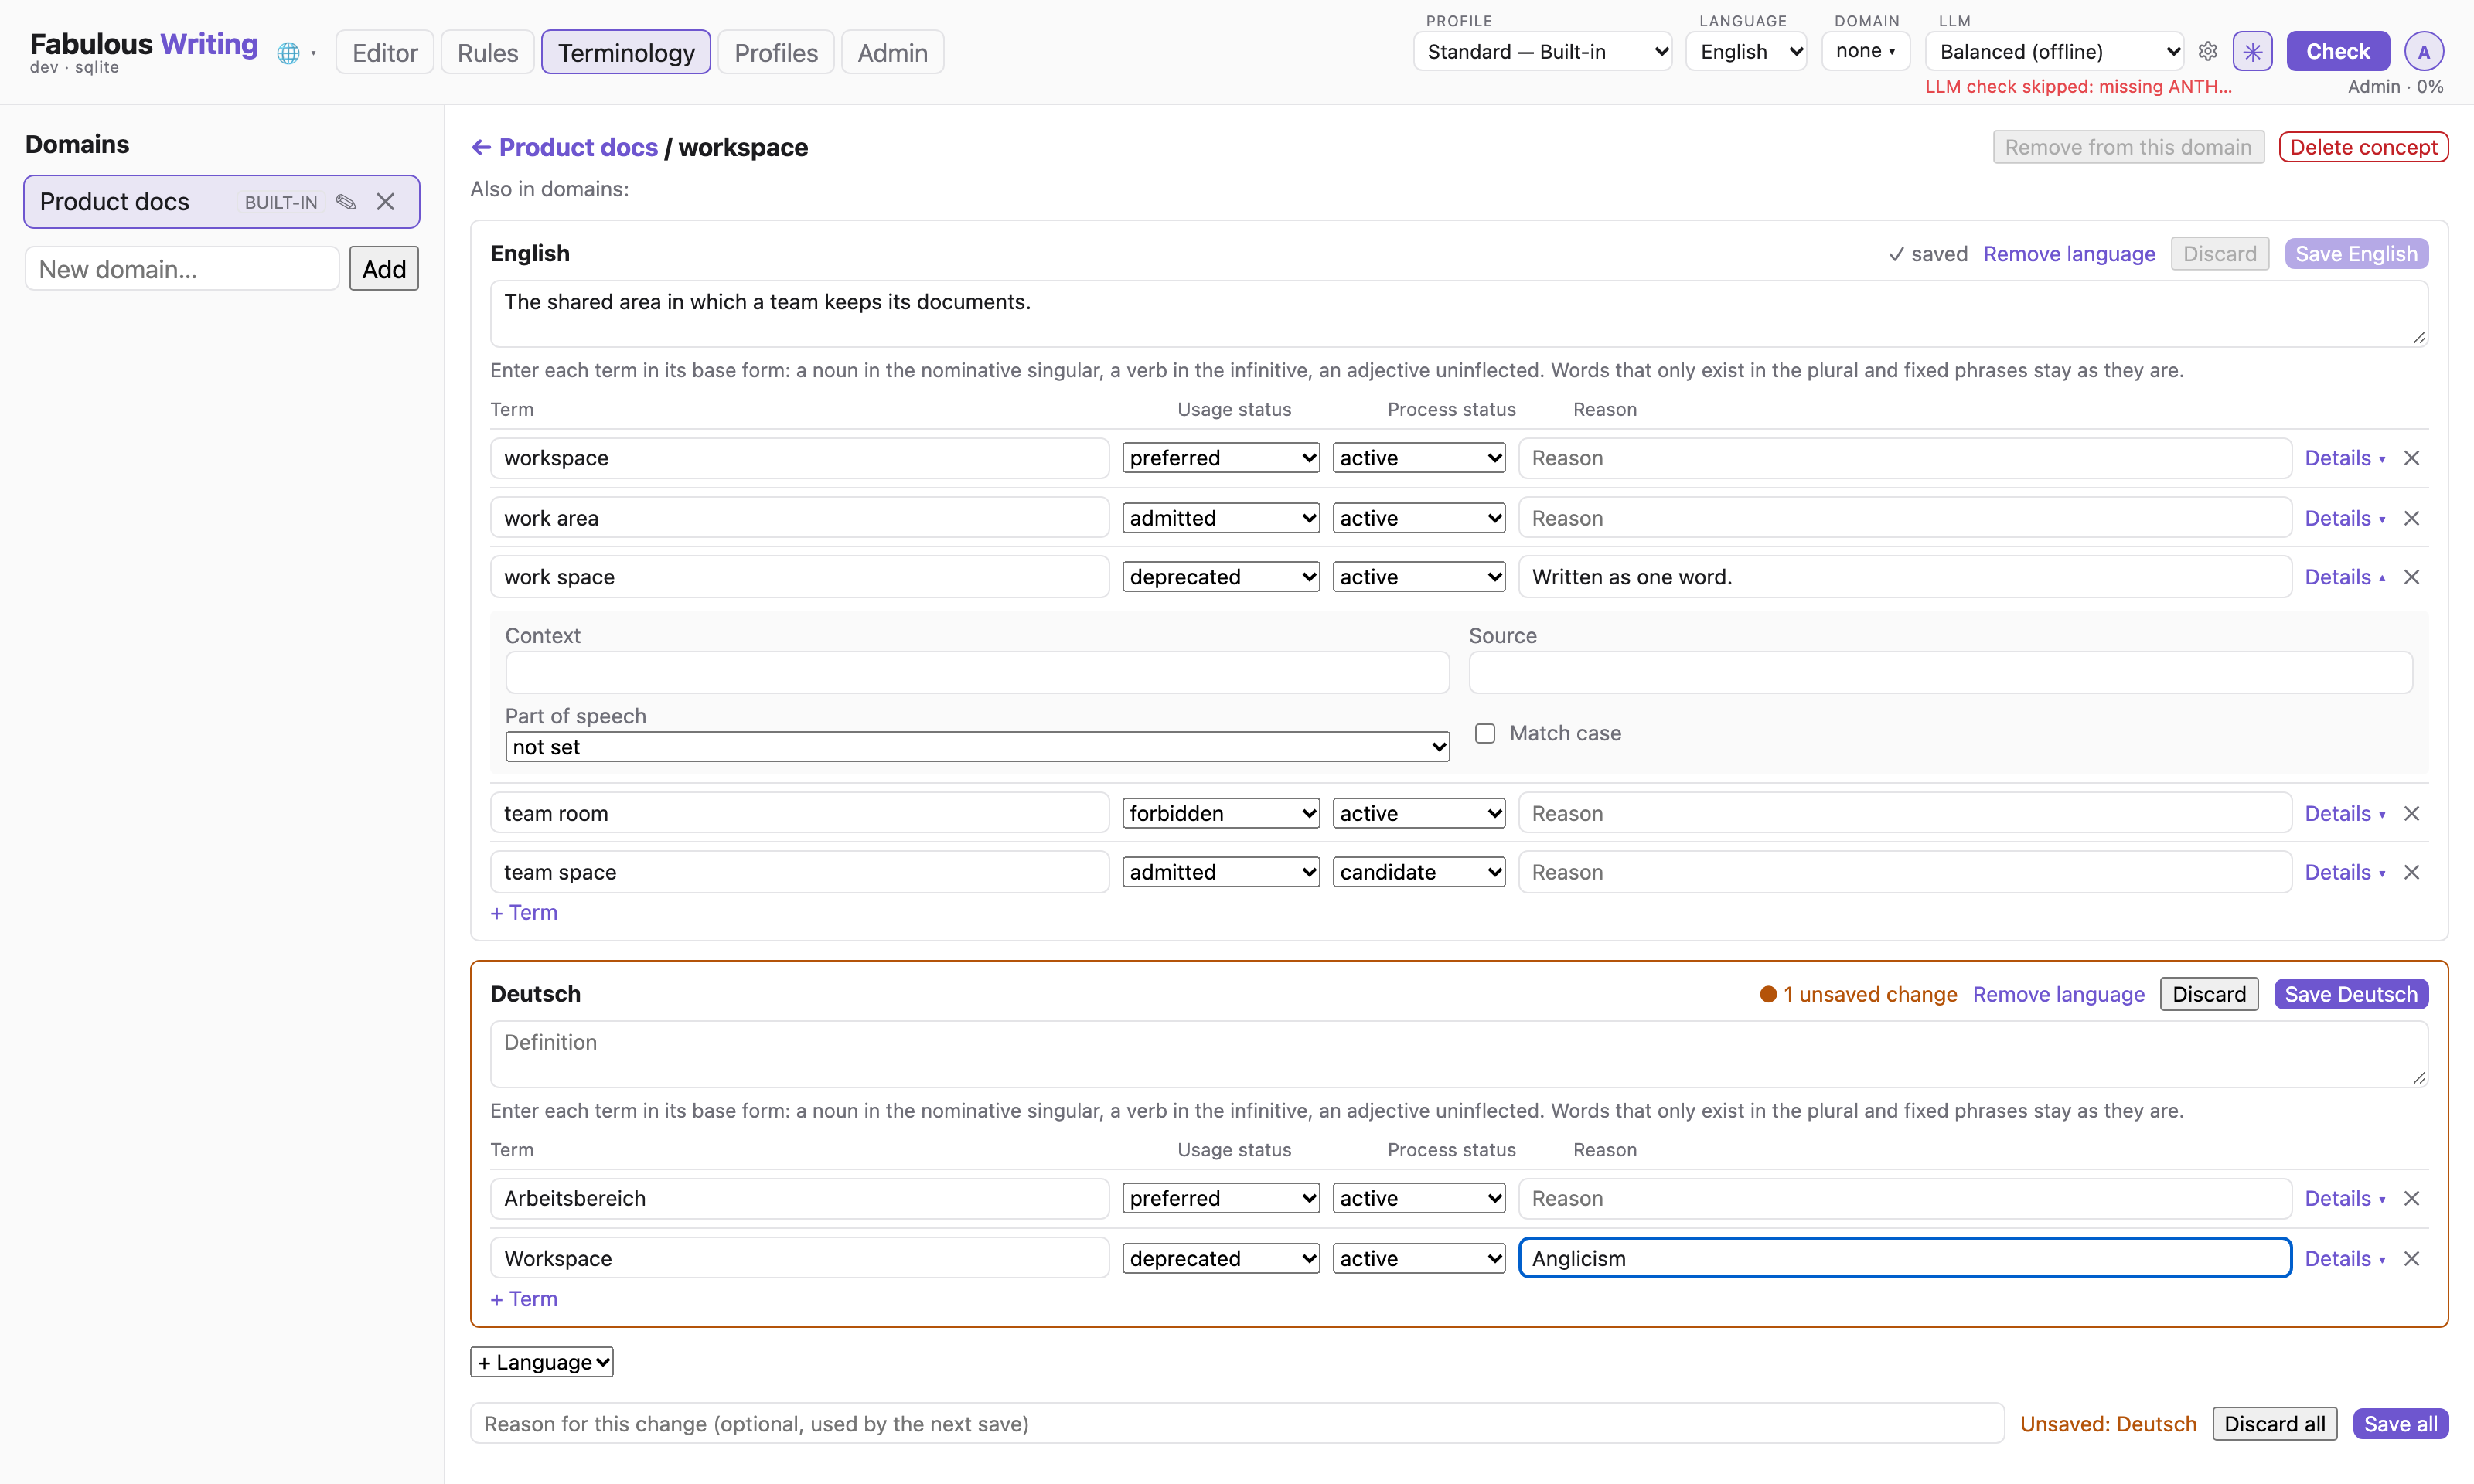 Fabulous Writing
dev · sqlite
Editor
Rules
Terminology
Profiles
Admin
PROFILE
Standard — Built-in
LANGUAGE
English
DOMAIN
none
LLM
Balanced (offline)
Check
A
LLM check skipped: missing ANTH...
Admin · 0%
Domains
Product docs BUILT-IN
New domain...
Add
← Product docs / workspace
Remove from this domain
Delete concept
Also in domains:
English
✓ saved
Remove language
Discard
Save English
The shared area in which a team keeps its documents.
Enter each term in its base form: a noun in the nominative singular, a verb in the infinitive, an adjective uninflected. Words that only exist in the plural and fixed phrases stay as they are.
Term Usage status Process status Reason
workspace preferred active Reason Details
work area admitted active Reason Details
work space deprecated active Written as one word. Details
Context
Source
Part of speech
not set
Match case
team room forbidden active Reason Details
team space admitted candidate Reason Details
+ Term
Deutsch
1 unsaved change
Remove language
Discard
Save Deutsch
Definition
Enter each term in its base form: a noun in the nominative singular, a verb in the infinitive, an adjective uninflected. Words that only exist in the plural and fixed phrases stay as they are.
Term Usage status Process status Reason
Arbeitsbereich preferred active Reason Details
Workspace deprecated active Anglicism Details
+ Term
+ Language
Reason for this change (optional, used by the next save)
Unsaved: Deutsch
Discard all
Save all